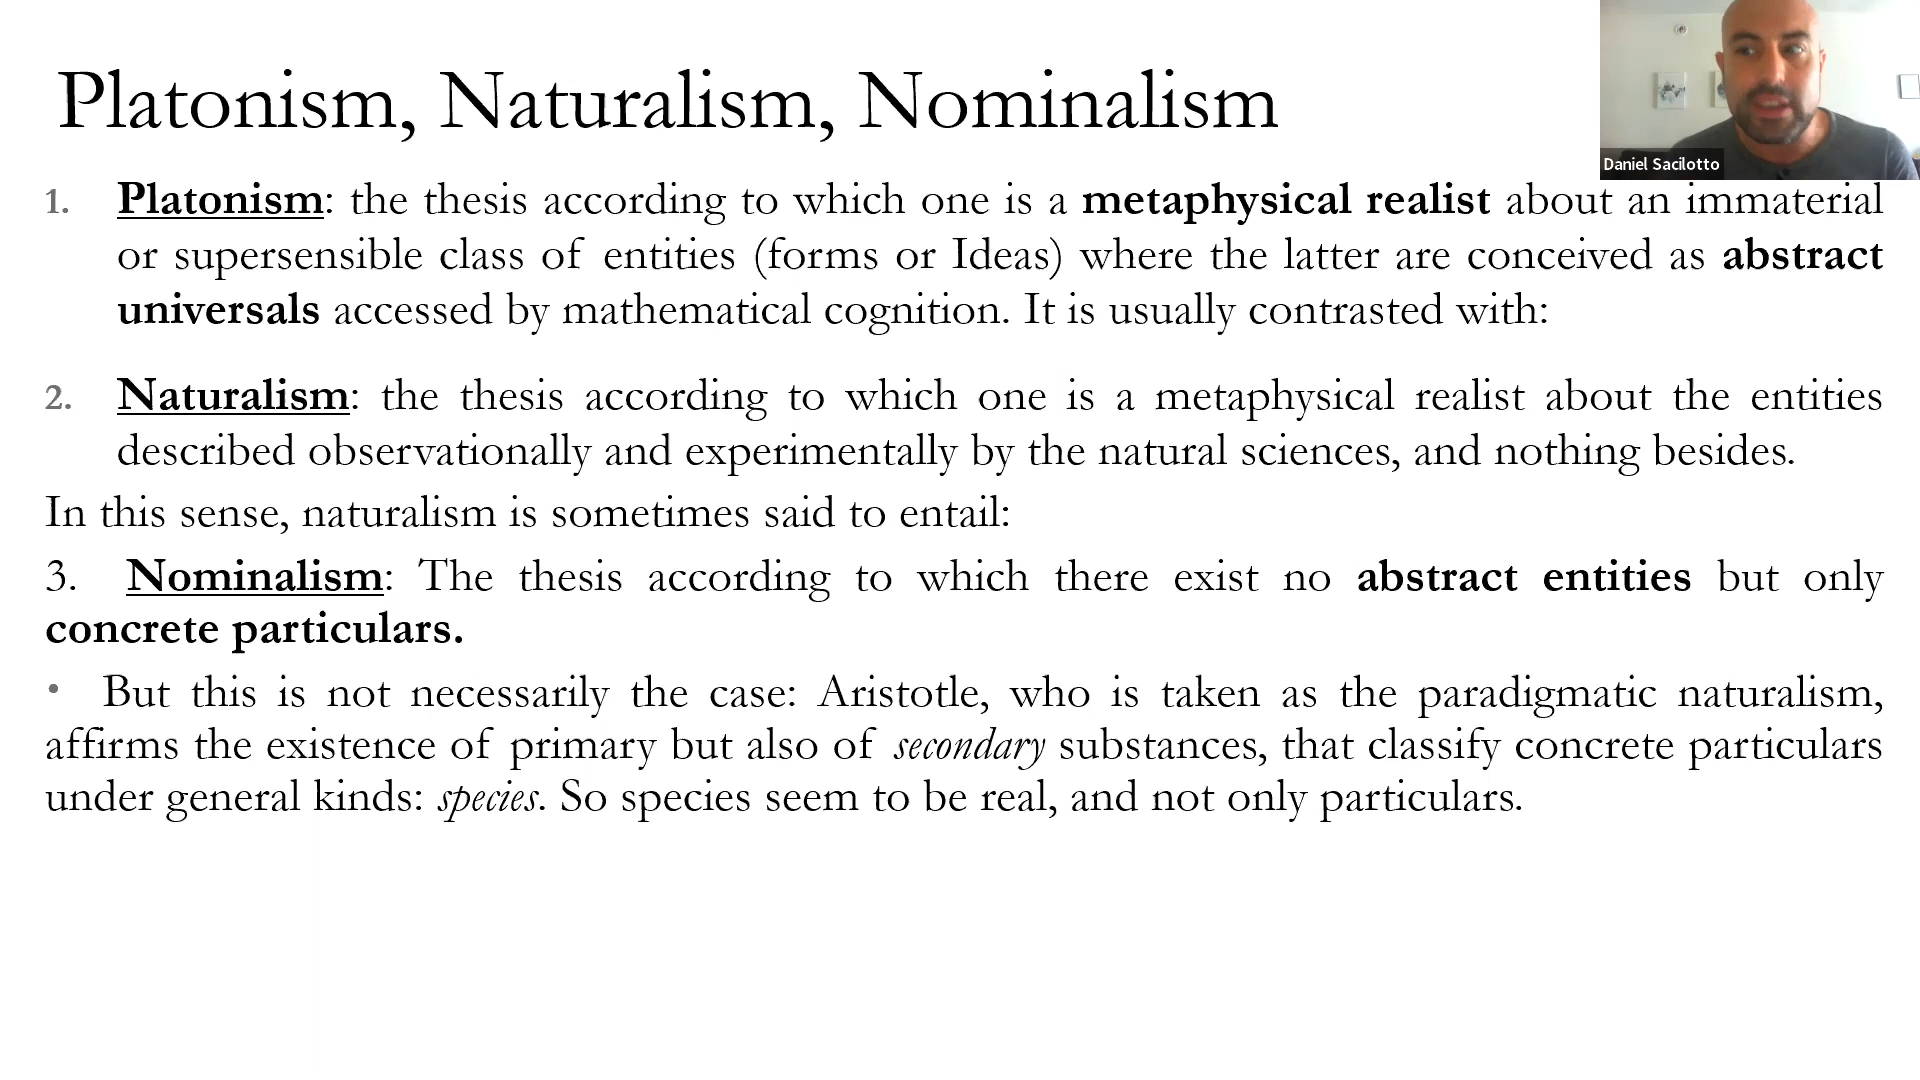 Platonism, Naturalism, Nominalism
Daniel Sacilotto
1. Platonism: the thesis according to which one is a metaphysical realist about an immaterial
or supersensible class of entities (forms or Ideas) where the latter are conceived as abstract
universals accessed by mathematical cognition. It is usually contrasted with:
2. Naturalism: the thesis according to which one is a metaphysical realist about the entities
described observationally and experimentally by the natural sciences, and nothing besides.
In this sense, naturalism is sometimes said to entail:
3. Nominalism: The thesis according to which there exist no abstract entities but only
concrete particulars.
• But this is not necessarily the case: Aristotle, who is taken as the paradigmatic naturalism,
affirms the existence of primary but also of secondary substances, that classify concrete particulars
under general kinds: species. So species seem to be real, and not only particulars.